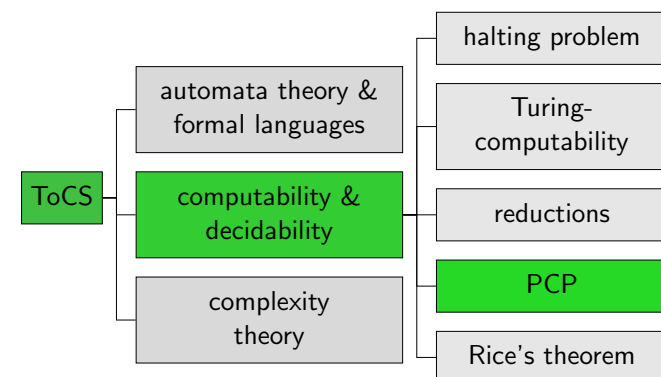 ToCS
automata theory &
formal languages
computability &
decidability
complexity
theory
halting problem
Turing-
computability
reductions
PCP
Rice's theorem